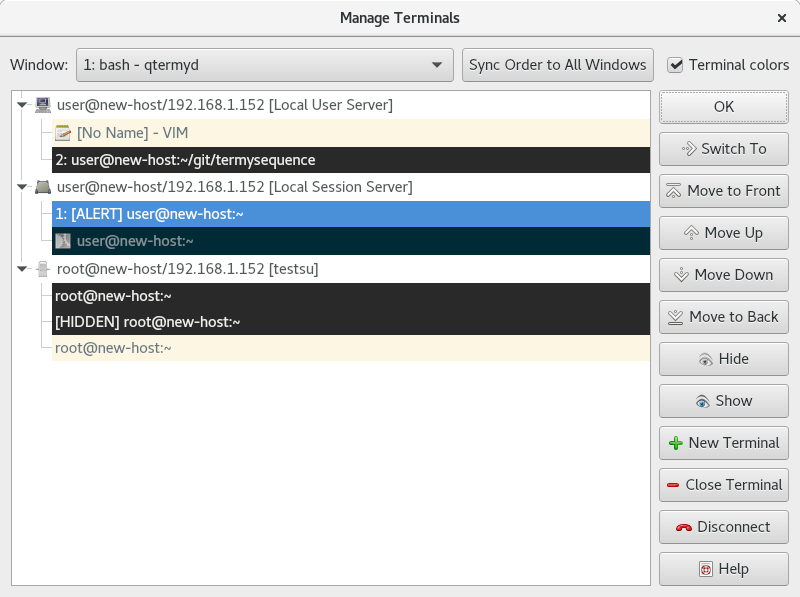 Manage Terminals
Window: 1: bash - qtermyd Sync Order to All Windows Terminal colors
user@new-host/192.168.1.152 [Local User Server]
[No Name] - VIM
2: user@new-host:~/git/termysequence
user@new-host/192.168.1.152 [Local Session Server]
1: [ALERT] user@new-host:~
user@new-host:~
root@new-host/192.168.1.152 [testsu]
root@new-host:~
[HIDDEN] root@new-host:~
root@new-host:~
OK
Switch To
Move to Front
Move Up
Move Down
Move to Back
Hide
Show
New Terminal
Close Terminal
Disconnect
Help